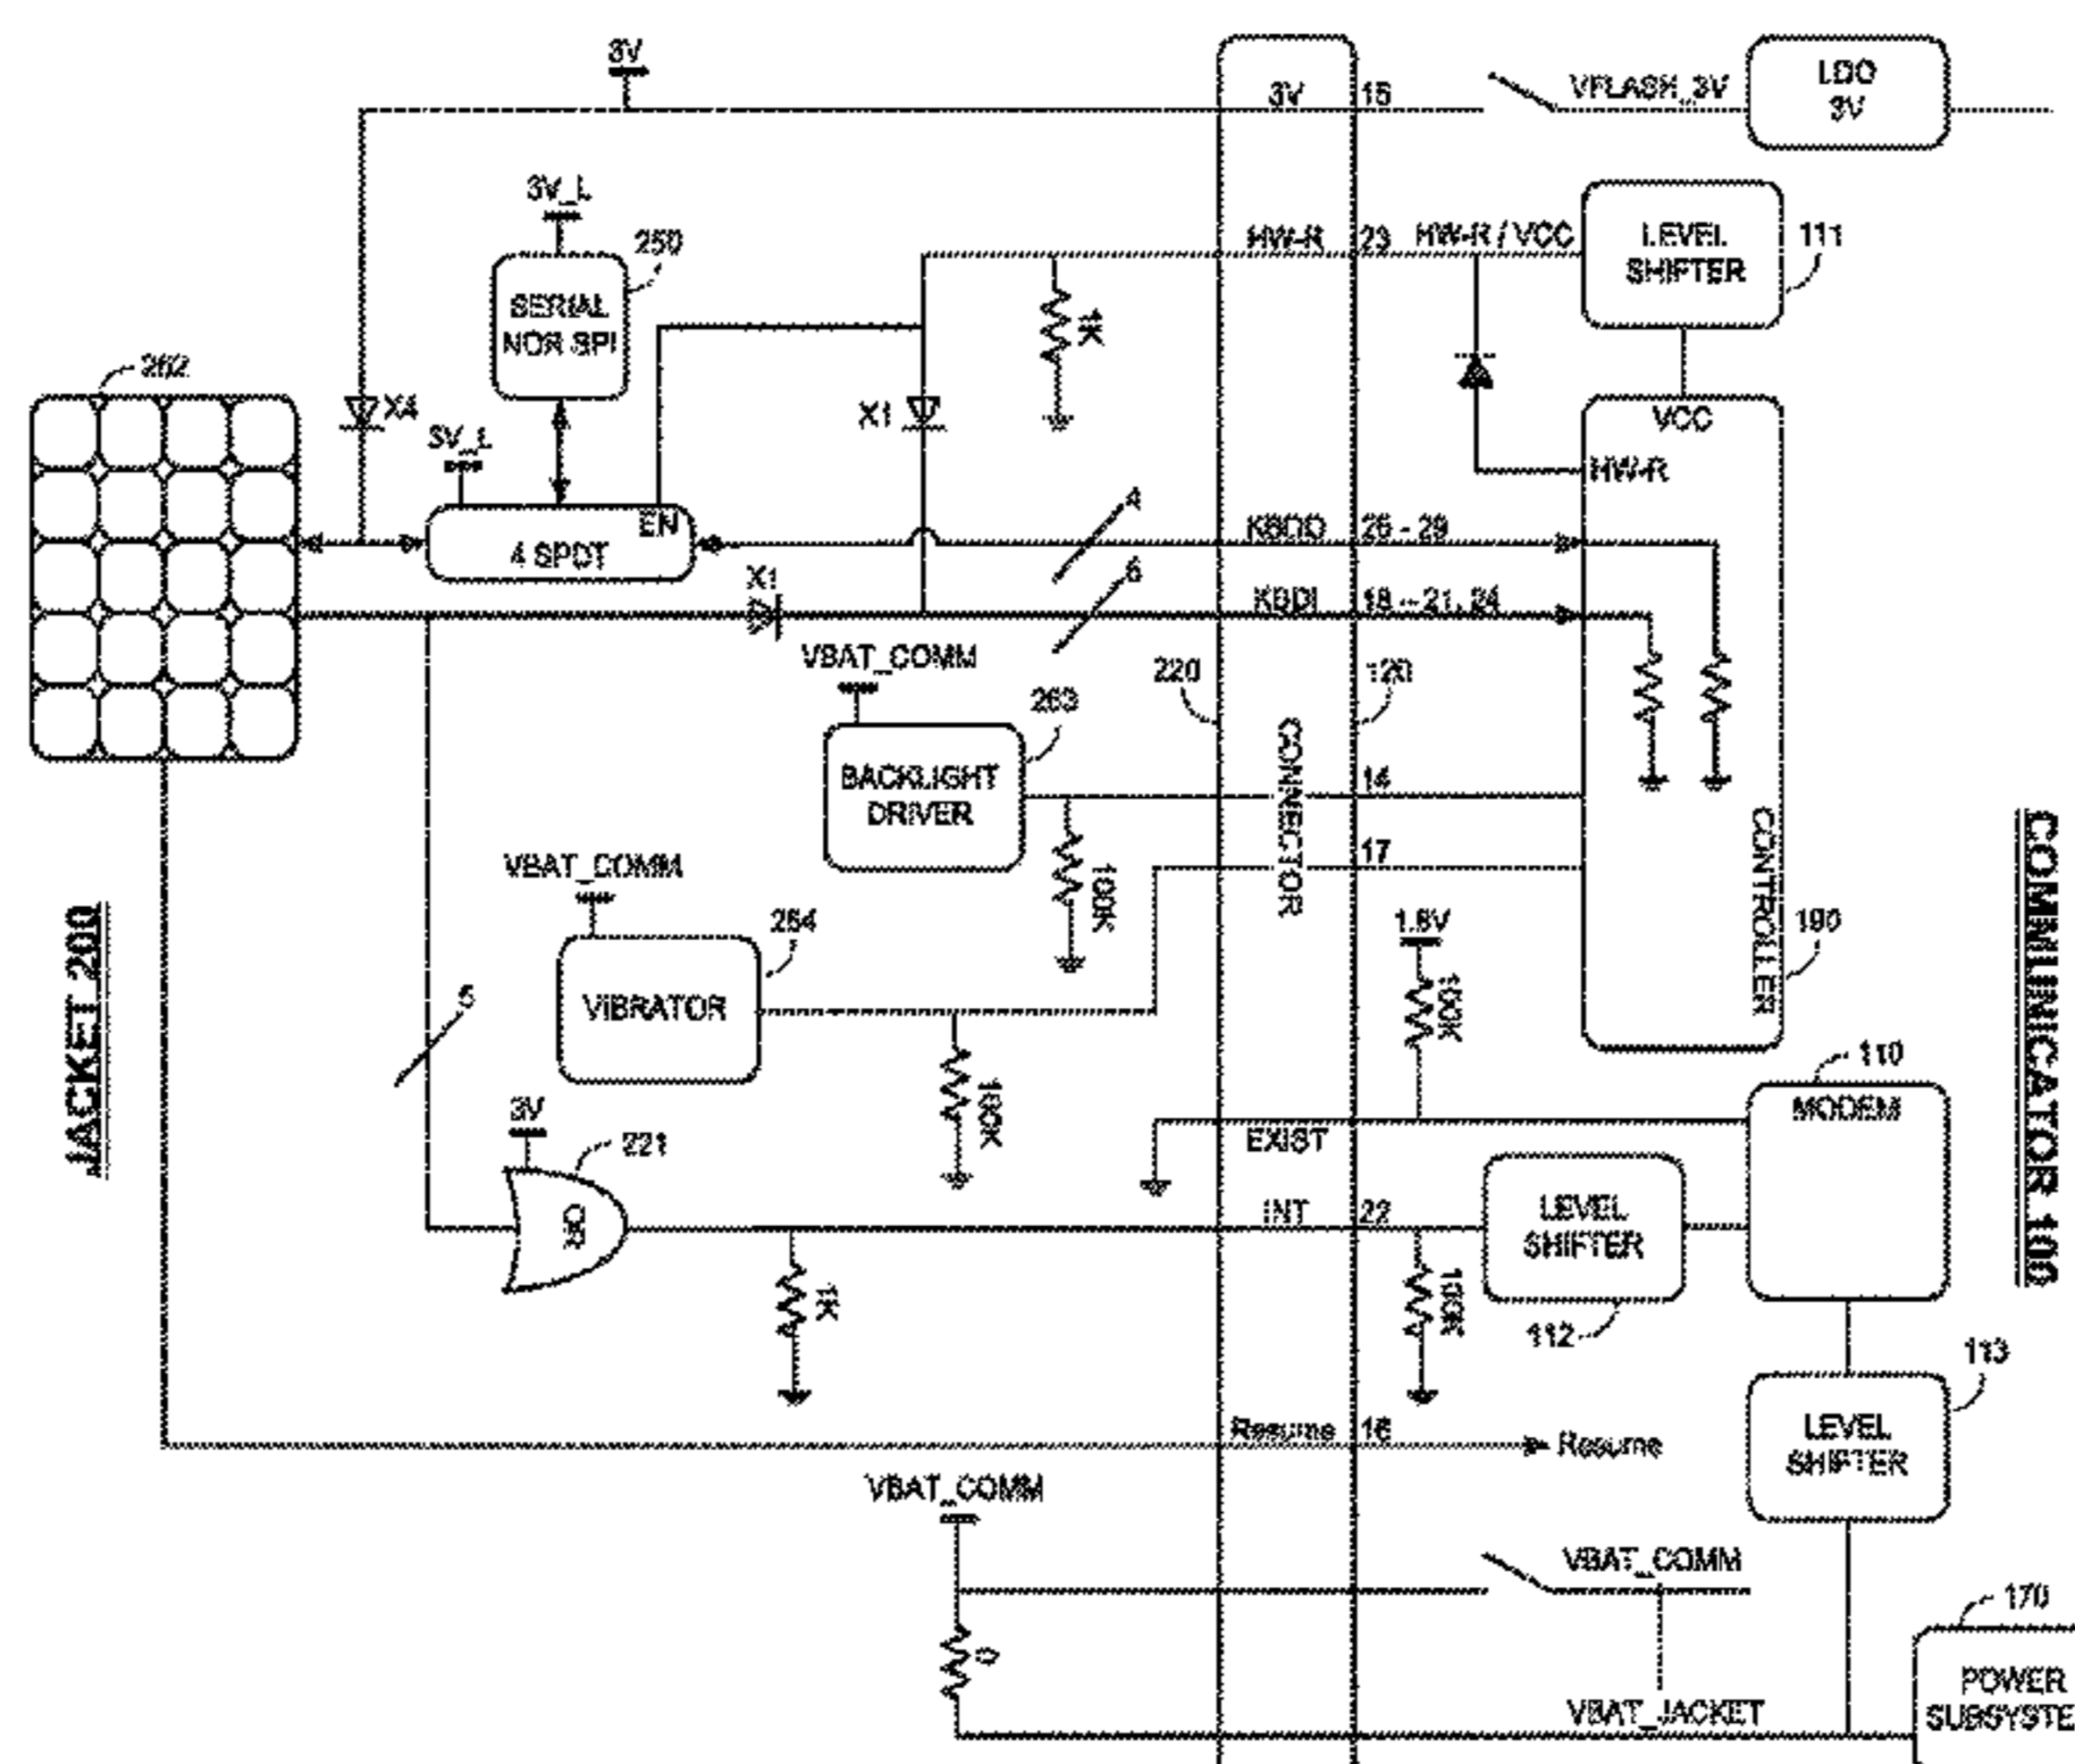 3V
3V 15
VFLASH_3V
LDO
3V
3V_L
250
SERIAL
NOR SPI
HW-R 23 HW-R / VCC
LEVEL
SHIFTER
111
1K
262
X4
X1
3V_L
VCC
HW-R
EN
4 SPDT
4
KBDO 26 - 29
X1
6
KBDI 18 - 21, 24
VBAT_COMM
263
220
120
BACKLIGHT
DRIVER
14
100K
CONNECTOR
17
CONTROLLER
190
VBAT_COMM
264
VIBRATOR
1.8V
100K
100K
JACKET 200
COMMUNICATOR 100
5
110
MODEM
EXIST
3V
221
OR
INT 22
LEVEL
SHIFTER
112
1K
100K
113
LEVEL
SHIFTER
Resume 16 Resume
VBAT_COMM
VBAT_COMM
0
170
POWER
SUBSYSTE
VBAT_JACKET